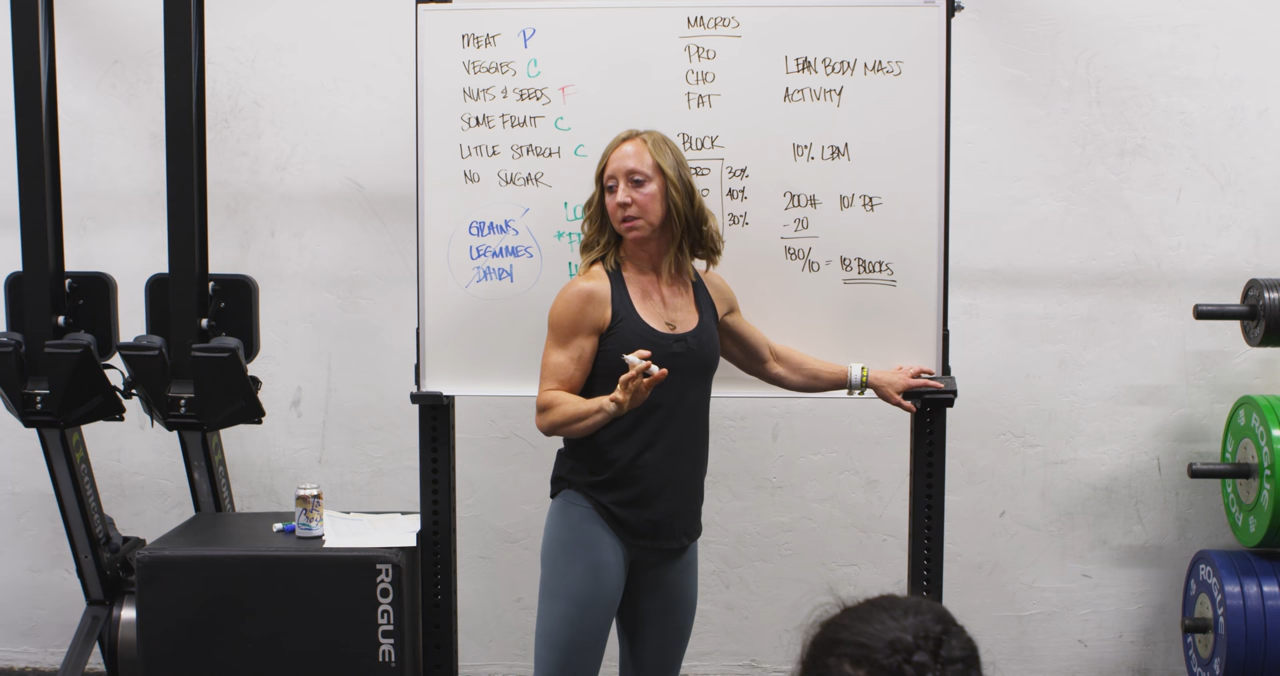 MEAT P
VEGGIES C
NUTS & SEEDS F
SOME FRUIT C
LITTLE STARCH C
NO SUGAR
GRAINS
LEGUMES
DAIRY
MACROS
PRO
CHO
FAT
BLOCK
30%
40%
30%
LEAN BODY MASS
ACTIVITY
10% LBM
200# 10% BF
- 20
180/10 = 18 BLOCKS
La Croix
ROGUE
ROGUE
ROGUE